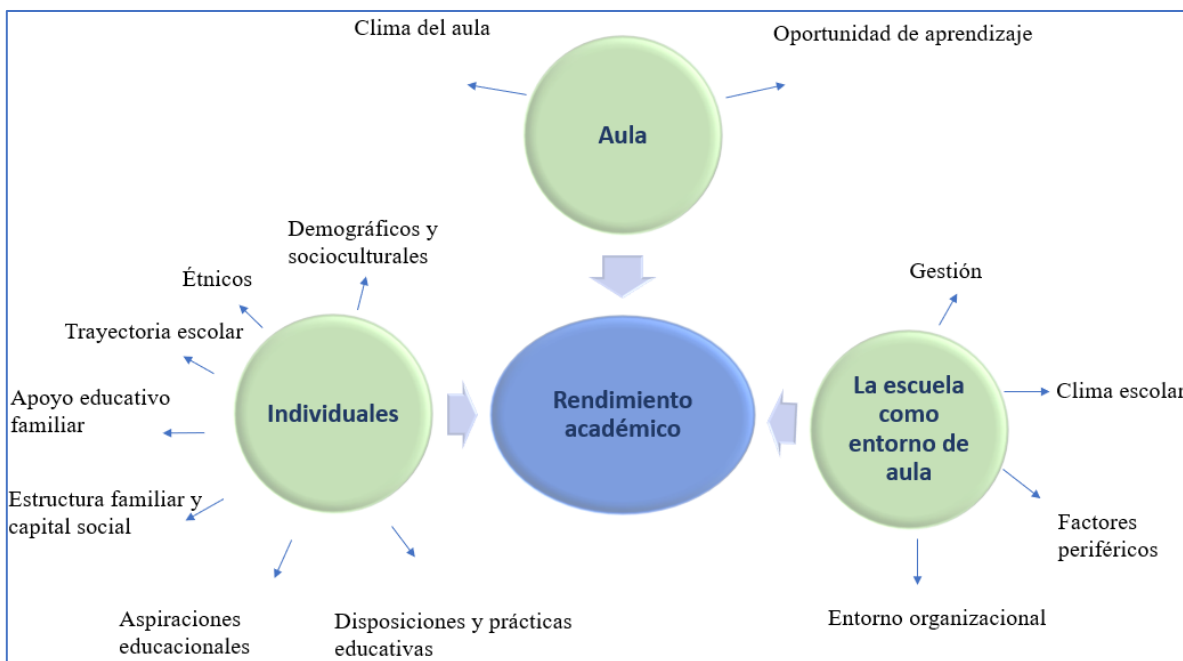 Clima del aula
Oportunidad de aprendizaje
Aula
Demográficos y
socioculturales
Étnicos
Trayectoria escolar
Apoyo educativo
familiar
Estructura familiar y
capital social
Aspiraciones
educacionales
Disposiciones y prácticas
educativas
Individuales
Rendimiento
académico
Gestión
La escuela
como
entorno de
aula
Clima escolar
Factores
periféricos
Entorno organizacional